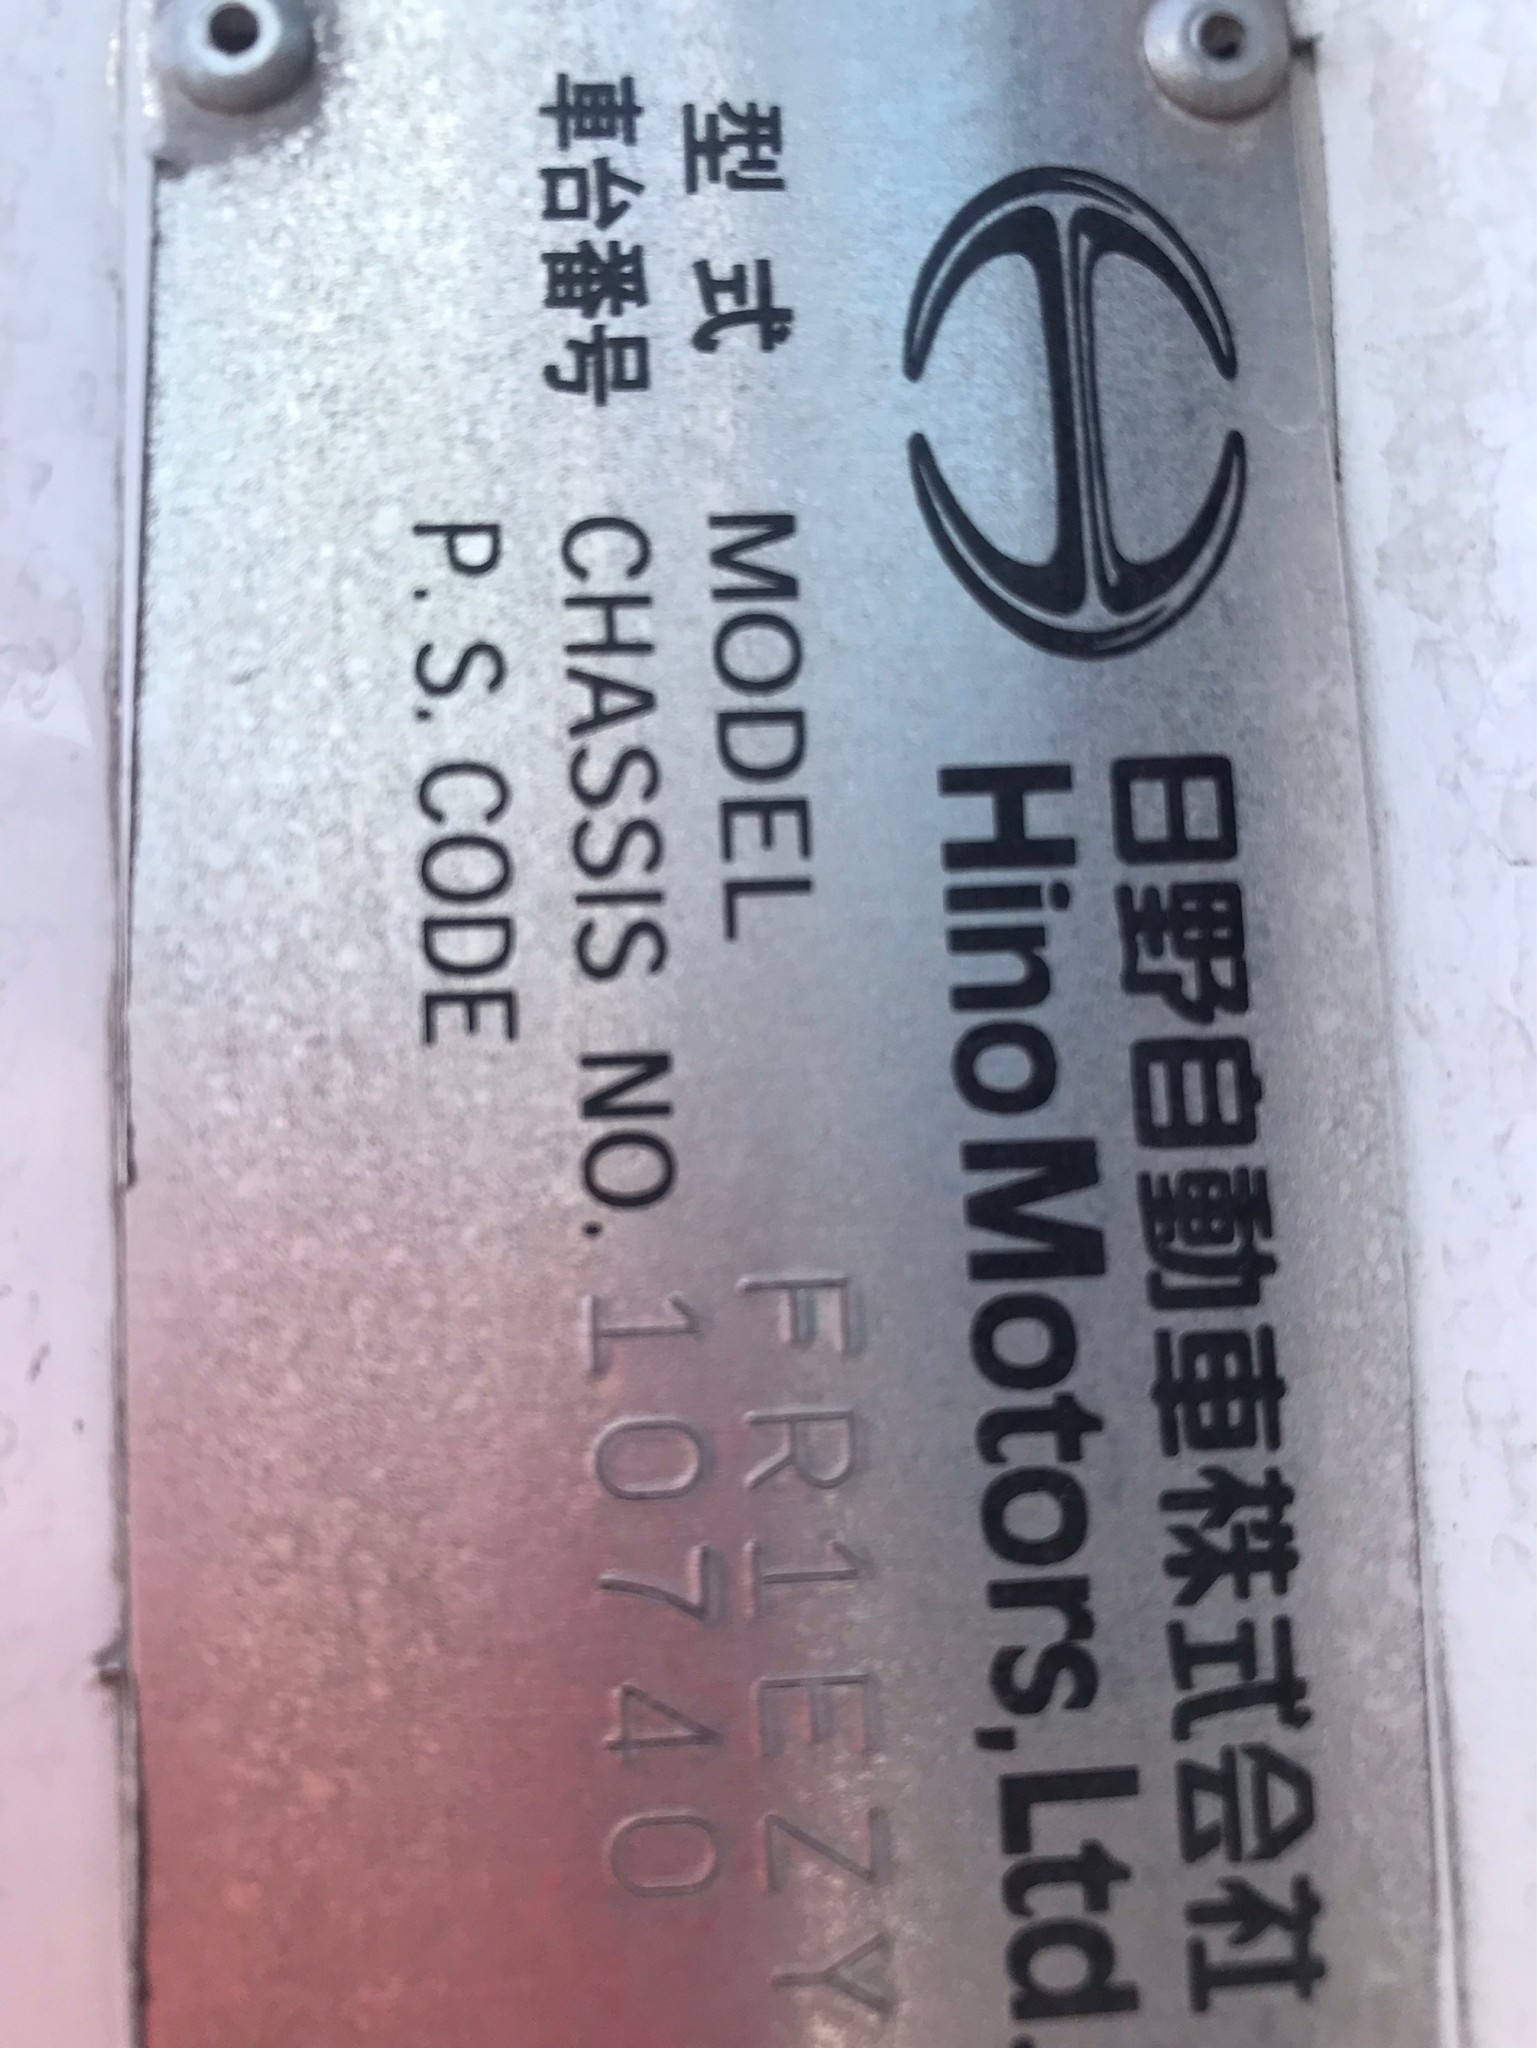 日野自動車株式会社
Hino Motors, Ltd.
型式 MODEL FR1EZY
車台番号 CHASSIS NO. 10740
P.S.CODE